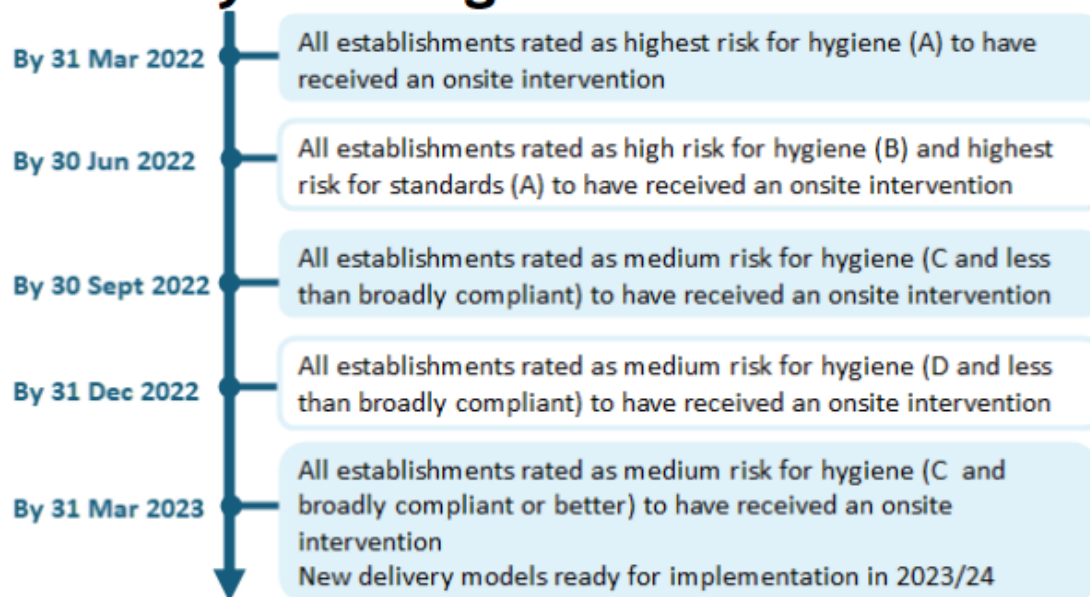 By 31 Mar 2022
All establishments rated as highest risk for hygiene (A) to have
received an onsite intervention
By 30 Jun 2022
All establishments rated as high risk for hygiene (B) and highest
risk for standards (A) to have received an onsite intervention
By 30 Sept 2022
All establishments rated as medium risk for hygiene (C and less
than broadly compliant) to have received an onsite intervention
By 31 Dec 2022
All establishments rated as medium risk for hygiene (D and less
than broadly compliant) to have received an onsite intervention
By 31 Mar 2023
All establishments rated as medium risk for hygiene (C and
broadly compliant or better) to have received an onsite
intervention
New delivery models ready for implementation in 2023/24